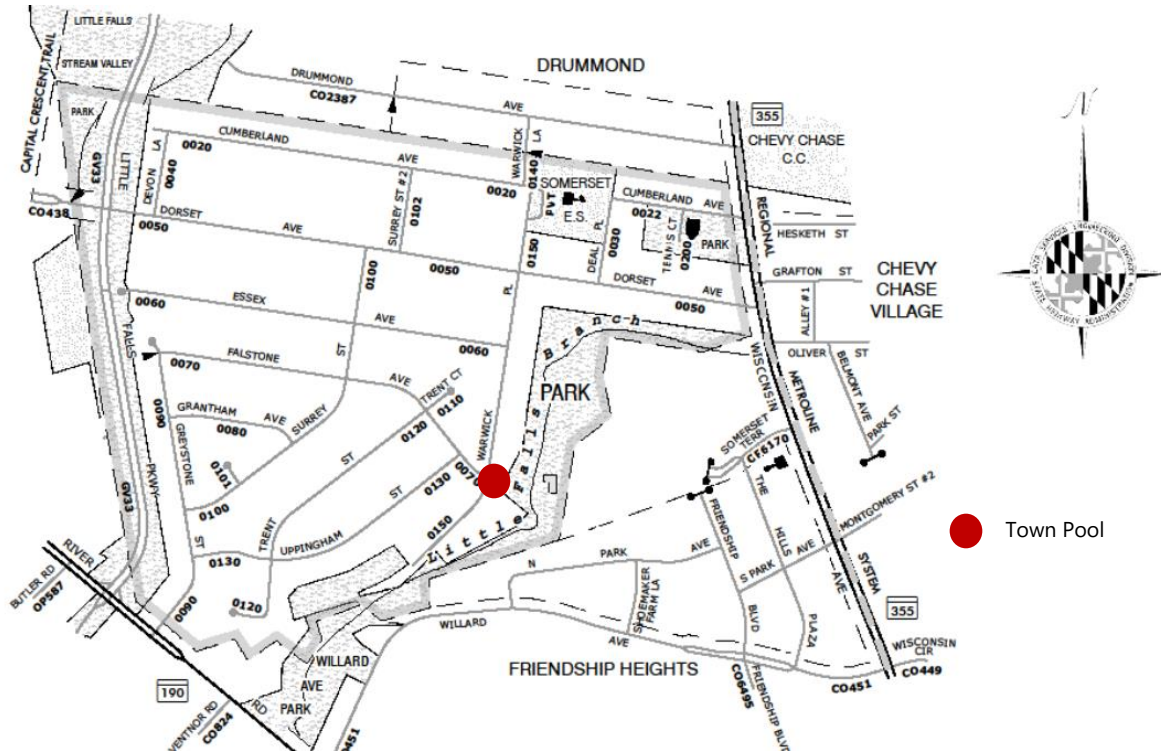 LITTLE FALLS
STREAM VALLEY
PARK
CAPITAL CRESCENT TRAIL
GV33
LITTLE
FALLS
PKWY
GV33
DRUMMOND
DRUMMOND
AVE
CO2387
355
CHEVY CHASE
C.C.
CUMBERLAND
AVE
0020
0020
DEVON LA
0040
SURREY ST #2
0102
WARWICK LA
0140
SOMERSET
E.S.
PVT
CUMBERLAND AVE
0022
TENNIS CT
0200
PARK
DEAL PL
0030
REGIONAL
HESKETH ST
CO438
DORSET
AVE
0050
0050
0100
0150
DORSET
AVE
0050
GRAFTON ST
ALLEY #1
CHEVY
CHASE
VILLAGE
OLIVER ST
BELMONT AVE
PARK ST
ESSEX
AVE
0060
0060
PL
WARWICK
FALSTONE
AVE
0070
0070
SURREY
ST
GRANTHAM
AVE
0080
0090
GREYSTONE
ST
0101
0100
TRENT CT
0110
0120
TRENT
ST
0130
UPPINGHAM
ST
0130
0150
0120
0090
Little Falls Branch
PARK
WISCONSIN
AVE
METROLINE
SYSTEM
SOMERSET
TERR
CF6170
THE
HILLS
PLAZA
FRIENDSHIP
BLVD
MONTGOMERY ST #2
S PARK AVE
N
PARK
AVE
SHOEMAKER
FARM LA
WILLARD
AVE
FRIENDSHIP HEIGHTS
CO6495
FRIENDSHIP BLVD
CO451
CO449
WISCONSIN
CIR
355
RIVER
RD
BUTLER RD
OP587
190
VENTNOR RD
CO824
WILLARD
AVE
PARK
CO451
Town Pool
N
STATE HIGHWAY ADMINISTRATION